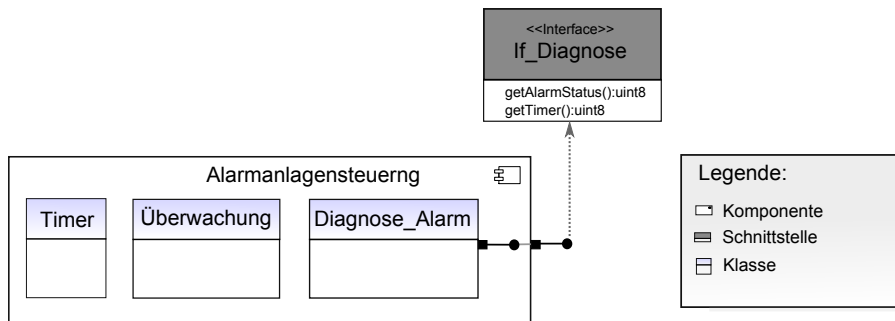 <<Interface>>
If_Diagnose
getAlarmStatus():uint8
getTimer():uint8
Alarmanlagensteuerng
Timer
Überwachung
Diagnose_Alarm
Legende:
Komponente
Schnittstelle
Klasse